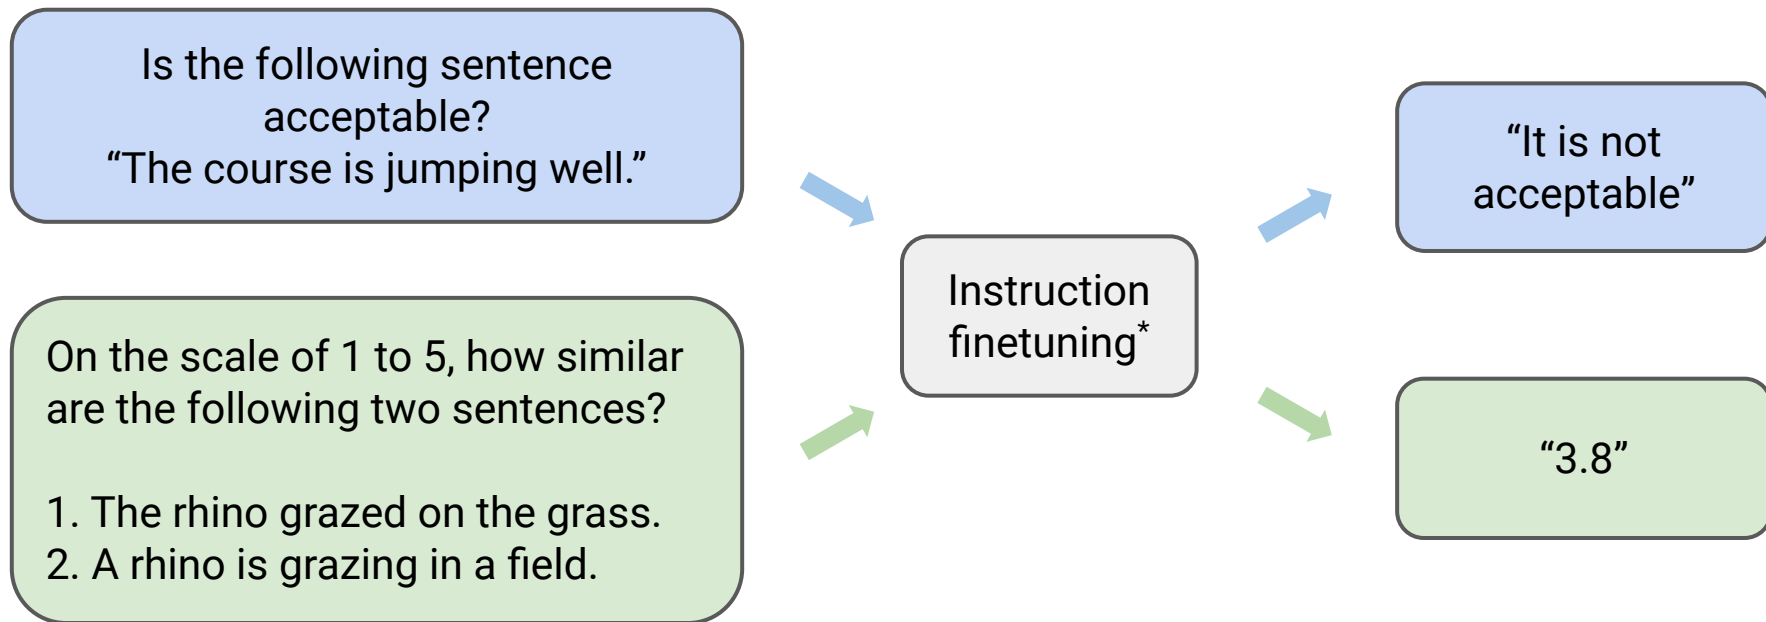 Is the following sentence
acceptable?
“The course is jumping well.”
On the scale of 1 to 5, how similar
are the following two sentences?
1. The rhino grazed on the grass.
2. A rhino is grazing in a field.
Instruction
finetuning*
“It is not
acceptable”
“3.8”